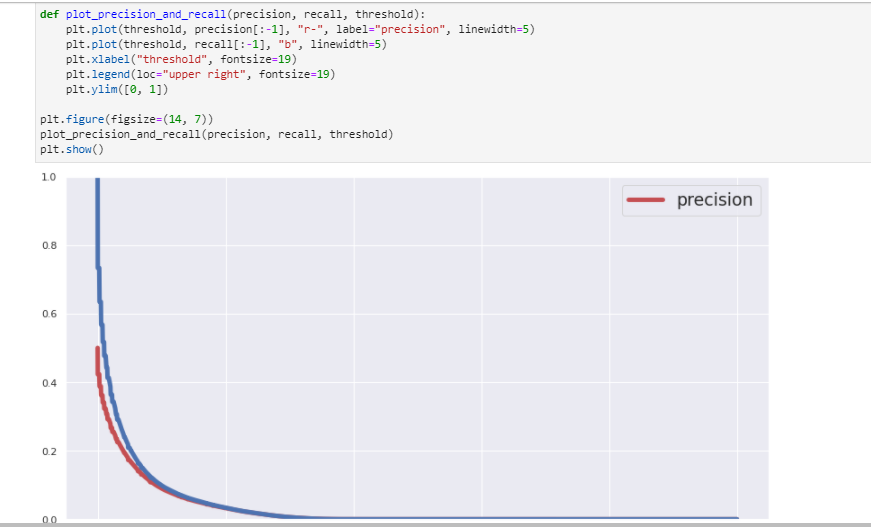 def plot_precision_and_recall(precision, recall, threshold):
    plt.plot(threshold, precision[:-1], "r-", label="precision", linewidth=5)
    plt.plot(threshold, recall[:-1], "b", linewidth=5)
    plt.xlabel("threshold", fontsize=19)
    plt.legend(loc="upper right", fontsize=19)
    plt.ylim([0, 1])

plt.figure(figsize=(14, 7))
plot_precision_and_recall(precision, recall, threshold)
plt.show()
1.0
precision
0.8
0.6
0.4
0.2
0.0